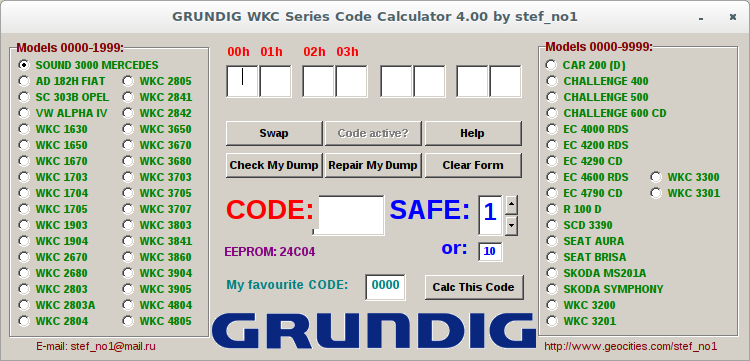 GRUNDIG WKC Series Code Calculator 4.00 by stef_no1
Models 0000-1999:
SOUND 3000 MERCEDES
AD 182H FIAT WKC 2805
SC 303B OPEL WKC 2841
VW ALPHA IV WKC 2842
WKC 1630 WKC 3650
WKC 1650 WKC 3670
WKC 1670 WKC 3680
WKC 1703 WKC 3703
WKC 1704 WKC 3705
WKC 1705 WKC 3707
WKC 1903 WKC 3803
WKC 1904 WKC 3841
WKC 2670 WKC 3860
WKC 2680 WKC 3904
WKC 2803 WKC 3905
WKC 2803A WKC 4804
WKC 2804 WKC 4805
E-mail: stef_no1@mail.ru
00h 01h 02h 03h
Swap Code active? Help
Check My Dump Repair My Dump Clear Form
CODE: SAFE: 1
EEPROM: 24C04 or: 10
My favourite CODE: 0000 Calc This Code
GRUNDIG
Models 0000-9999:
CAR 200 (D)
CHALLENGE 400
CHALLENGE 500
CHALLENGE 600 CD
EC 4000 RDS
EC 4200 RDS
EC 4290 CD
EC 4600 RDS WKC 3300
EC 4790 CD WKC 3301
R 100 D
SCD 3390
SEAT AURA
SEAT BRISA
SKODA MS201A
SKODA SYMPHONY
WKC 3200
WKC 3201
http://www.geocities.com/stef_no1